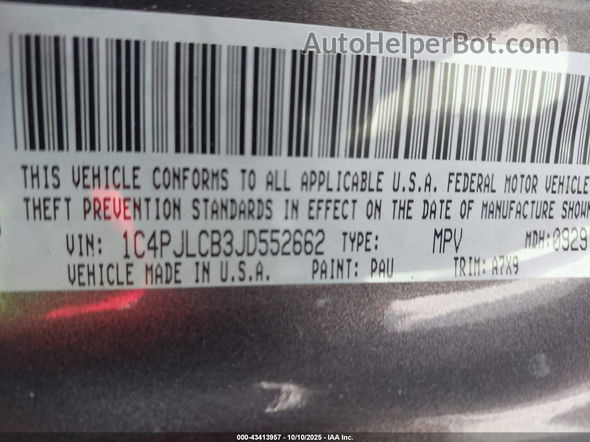 AutoHelperBot.com
THIS VEHICLE CONFORMS TO ALL APPLICABLE U.S.A. FEDERAL MOTOR VEHICLE
THEFT PREVENTION STANDARDS IN EFFECT ON THE DATE OF MANUFACTURE SHOWN
VIN: 1C4PJLCB3JD552662 TYPE: MPV MDH:0929
VEHICLE MADE IN U.S.A. PAINT: PAU TRIM: A7X9
000-43413957 - 10/10/2025 - IAA Inc.